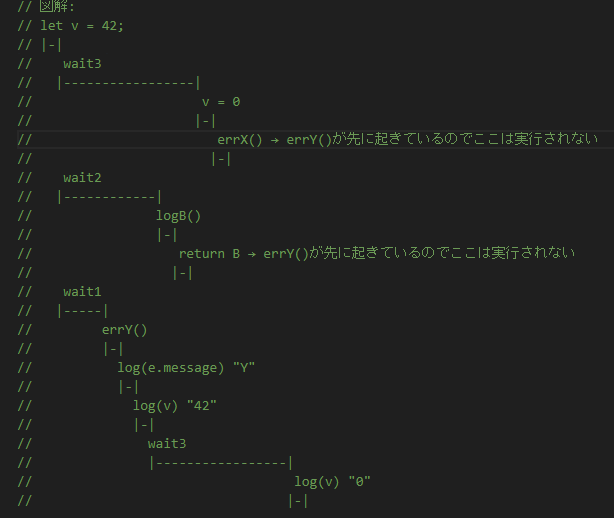 // 図解:
// let v = 42;
// |-|
//    wait3
//   |-----------------|
//                      v = 0
//                     |-|
//                        errX() → errY()が先に起きているのでここは実行されない
//                       |-|
//    wait2
//   |------------|
//                logB()
//                |-|
//                   return B → errY()が先に起きているのでここは実行されない
//                  |-|
//    wait1
//   |-----|
//         errY()
//         |-|
//           log(e.message) "Y"
//           |-|
//             log(v) "42"
//             |-|
//               wait3
//               |-----------------|
//                                  log(v) "0"
//                                 |-|